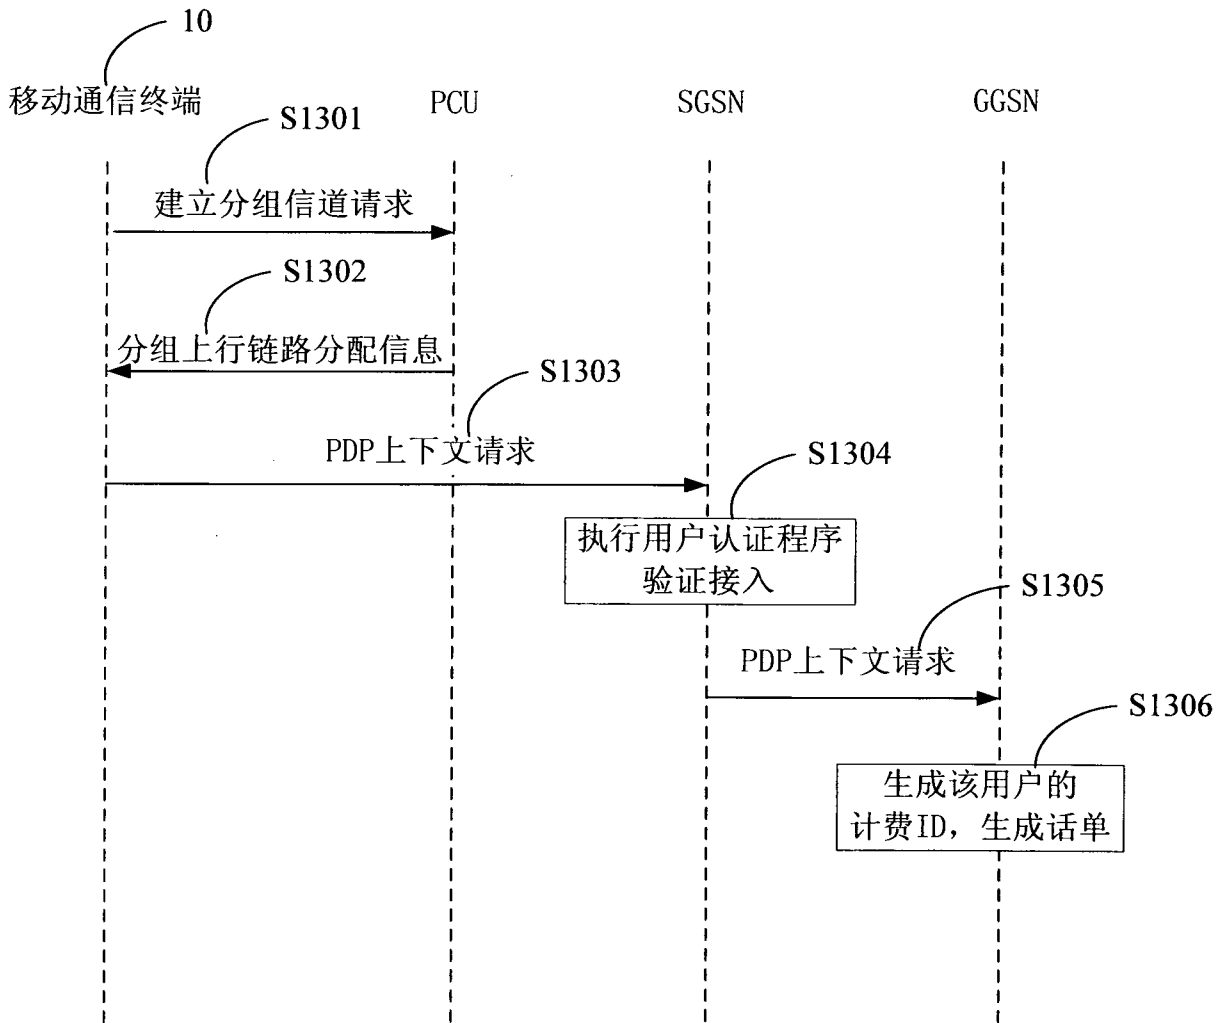 10
移动通信终端
PCU
SGSN
GGSN
S1301
建立分组信道请求
S1302
分组上行链路分配信息
S1303
PDP上下文请求
S1304
执行用户认证程序
验证接入
S1305
PDP上下文请求
S1306
生成该用户的
计费ID，生成话单